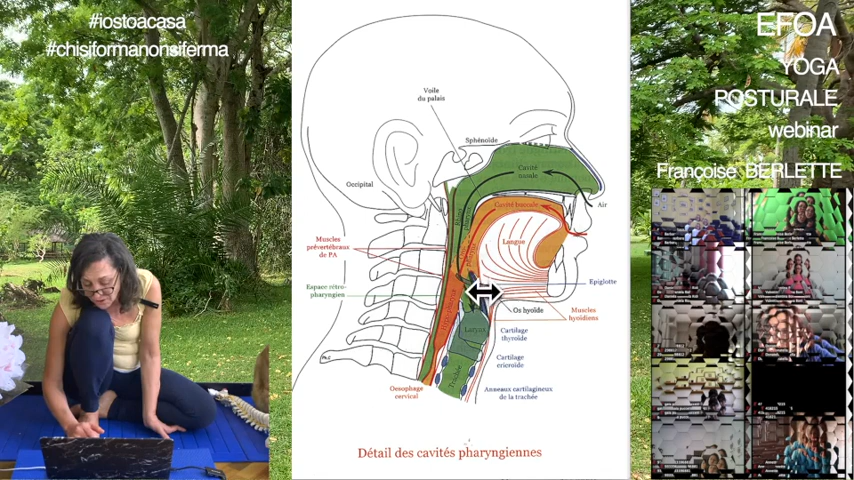 #iostoacasa
#chisiformanonsiferma
EFOA
YOGA
POSTURALE
webinar
Françoise BERLETTE
Voile
du palais
Sphénoïde
Cavité
nasale
Occipital
Air
Cavité buccale
Langue
Muscles
prévertébraux
de PA
Espace rétro-
pharyngien
Epiglotte
Os hyoïde
Muscles
hyoïdiens
Larynx
Cartilage
thyroïde
Cartilage
cricoïde
Trachée
Oesophage
cervical
Anneaux cartilagineux
de la trachée
Détail des cavités pharyngiennes